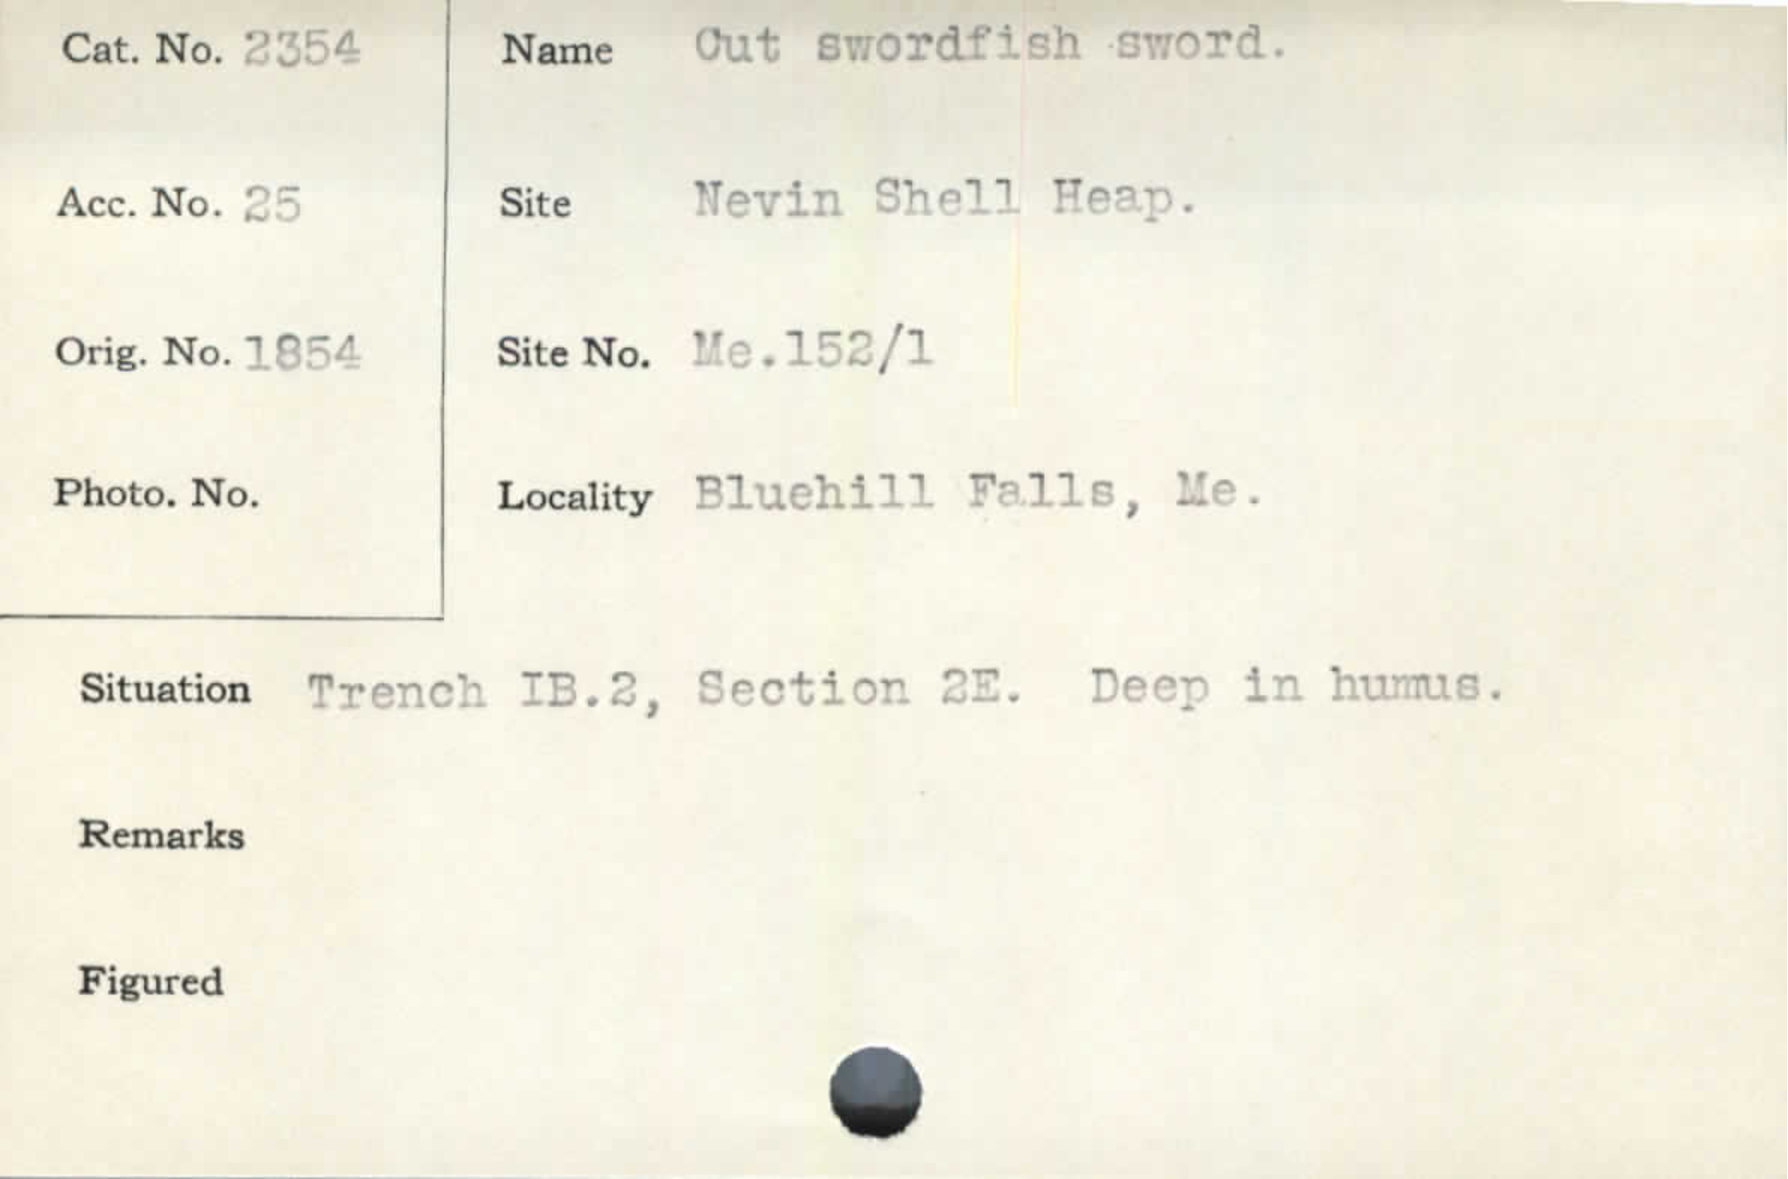 Cat. No. 2354
Name Cut swordfish sword.
Acc. No. 25
Site Nevin Shell Heap.
Orig. No. 1854
Site No. Me.152/1
Photo. No.
Locality Bluehill Falls, Me.
Situation Trench IB.2, Section 2E. Deep in humus.
Remarks
Figured